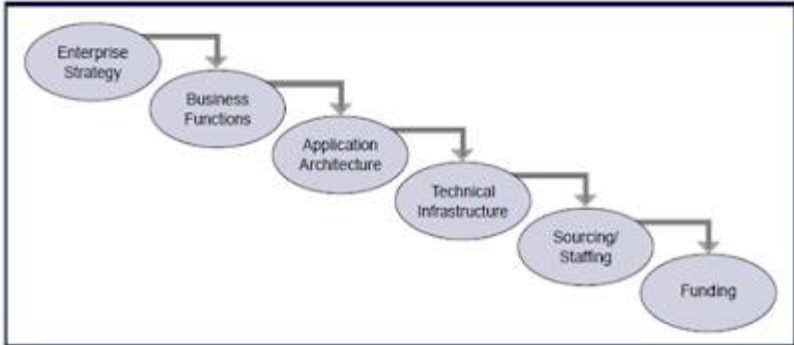 Enterprise
Strategy
Business
Functions
Application
Architecture
Technical
Infrastructure
Sourcing/
Staffing
Funding